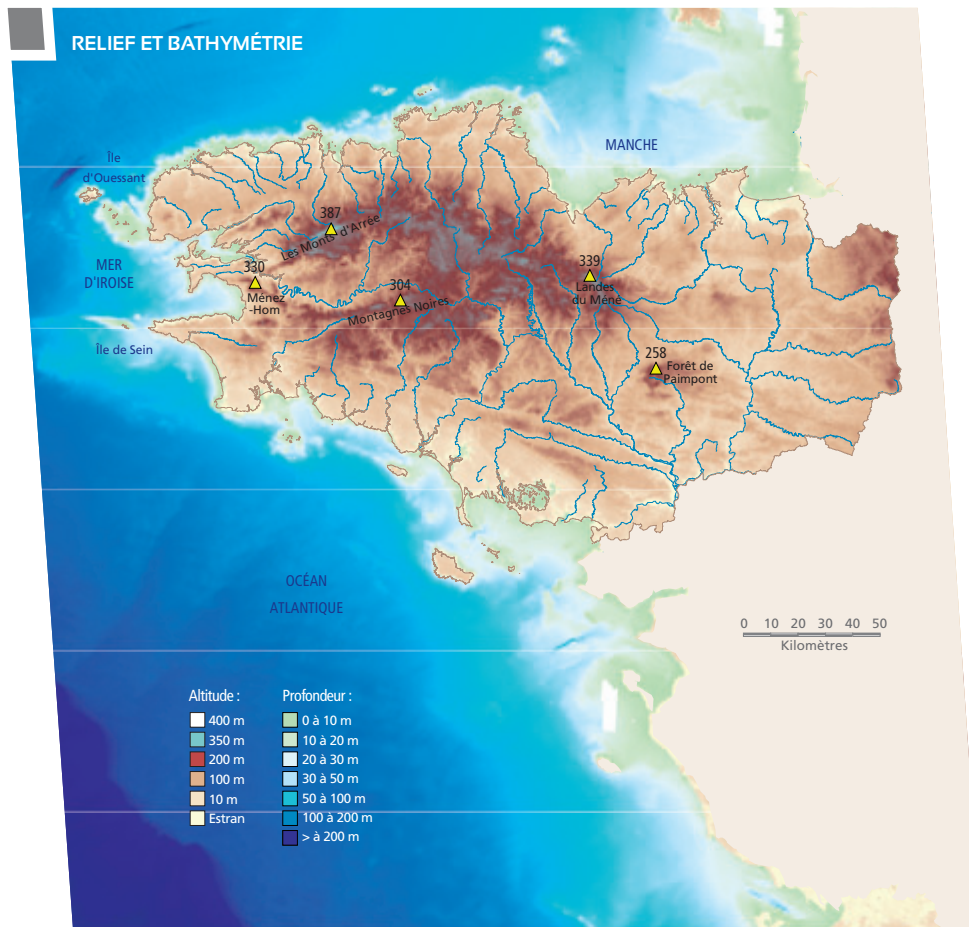 RELIEF ET BATHYMÉTRIE
MANCHE
Île
d'Ouessant
387
Les Monts d'Arrée
MER
D'IROISE
330
Ménez
-Hom
304
Montagnes Noires
339
Landes
du Méné
Île de Sein
258
Forêt de
Paimpont
OCÉAN
ATLANTIQUE
0 10 20 30 40 50
Kilomètres
Altitude :
400 m
350 m
200 m
100 m
10 m
Estran
Profondeur :
0 à 10 m
10 à 20 m
20 à 30 m
30 à 50 m
50 à 100 m
100 à 200 m
> à 200 m